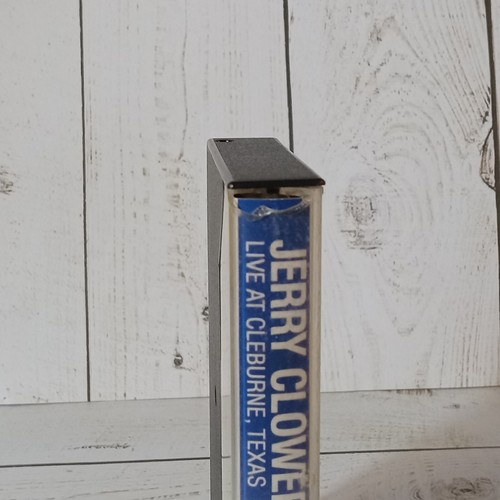 JERRY CLOWE
LIVE AT CLEBURNE, TEXAS